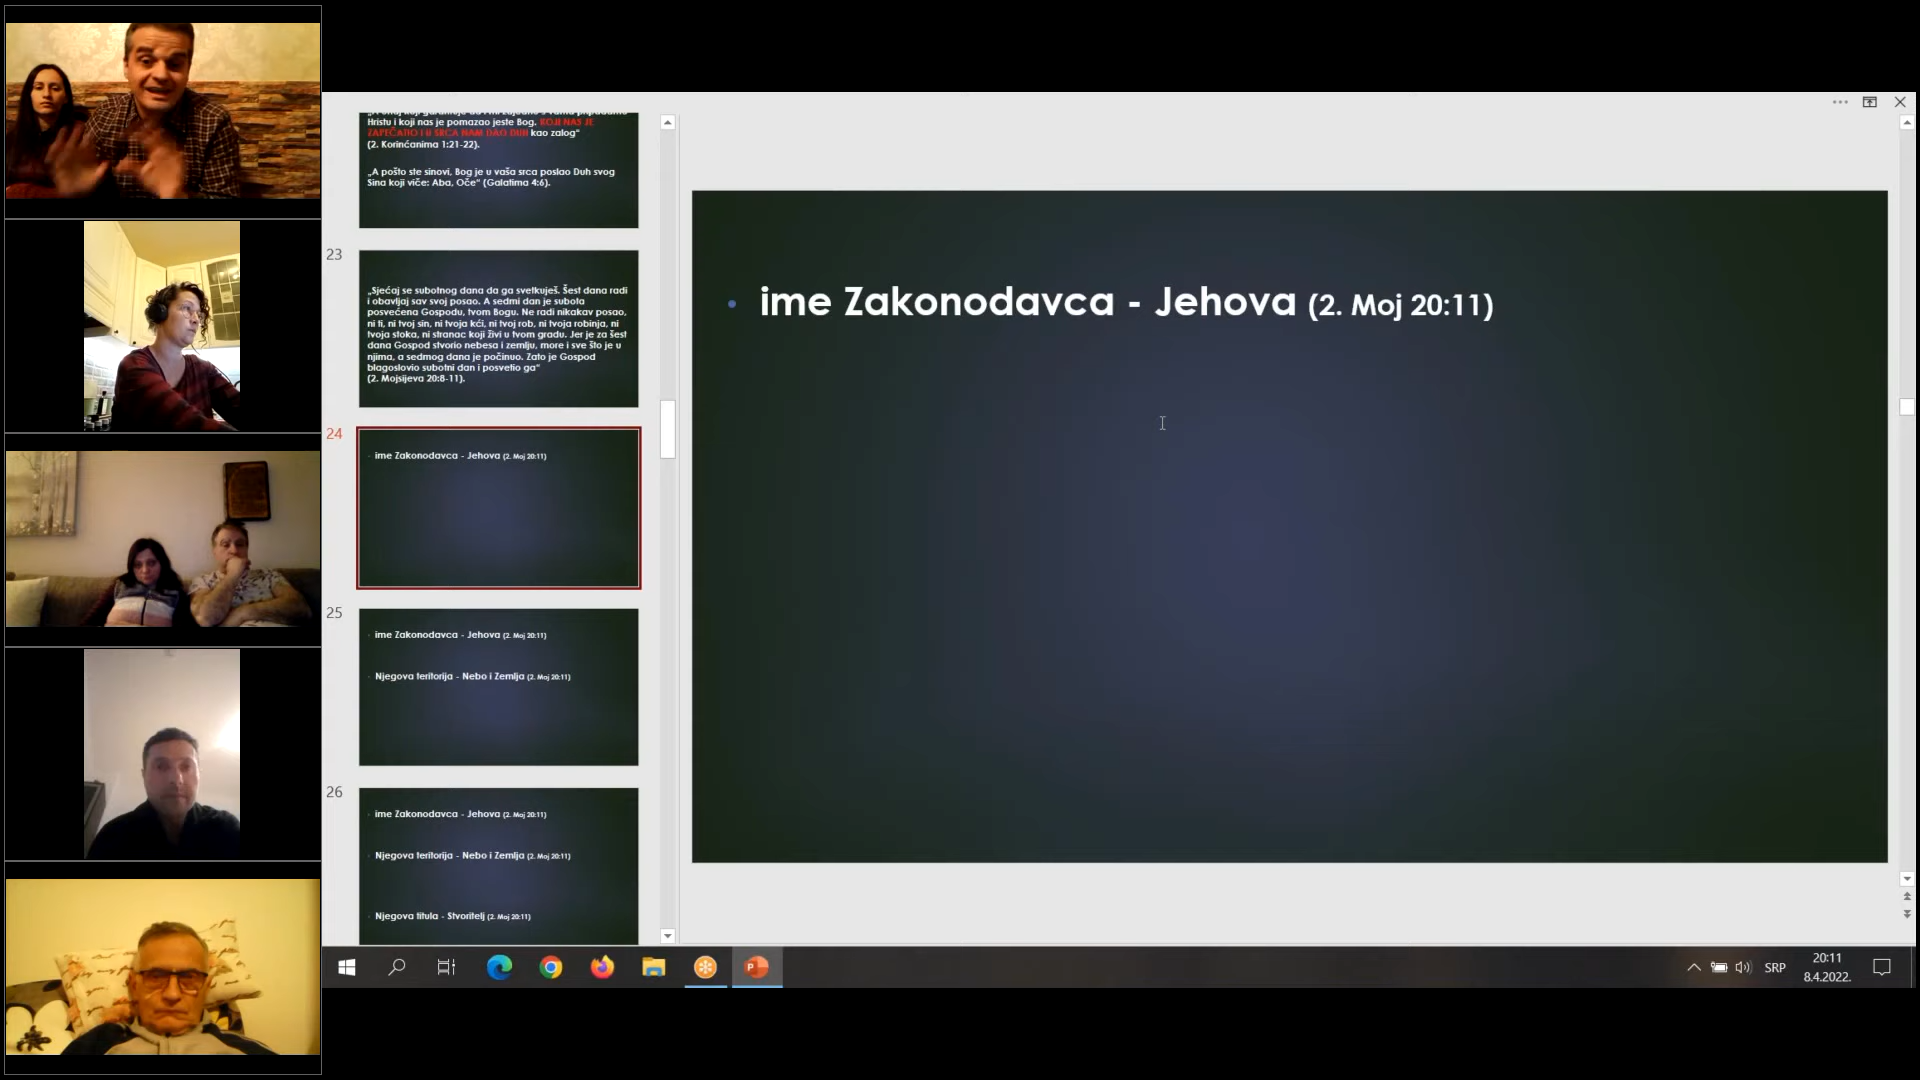 Hristu i koji nas je pomazao jeste Bog, KOJI NAS JE
ZAPEČATIO I U SRCA NAM DAO DUH kao zalog“
(2. Korinćanima 1:21-22).
„A pošto ste sinovi, Bog je u vaša srca poslao Duh svog
Sina koji viče: Aba, Oče“ (Galatima 4:6).
23
„Sjećaj se subotnog dana da ga svetkuješ. Šest dana radi
i obavljaj sav svoj posao. A sedmi dan je subota
posvećena Gospodu, tvom Bogu. Ne radi nikakav posao,
ni ti, ni tvoj sin, ni tvoja kći, ni tvoj rob, ni tvoja robinja, ni
tvoja stoka, ni stranac koji živi u tvom gradu. Jer je za šest
dana Gospod stvorio nebesa i zemlju, more i sve što je u
njima, a sedmog dana je počinuo. Zato je Gospod
blagoslovio subotni dan i posvetio ga“
(2. Mojsijeva 20:8-11).
24
ime Zakonodavca - Jehova (2. Moj 20:11)
25
ime Zakonodavca - Jehova (2. Moj 20:11)
Njegova teritorija - Nebo i Zemlja (2. Moj 20:11)
26
ime Zakonodavca - Jehova (2. Moj 20:11)
Njegova teritorija - Nebo i Zemlja (2. Moj 20:11)
Njegova titula - Stvoritelj (2. Moj 20:11)
• ime Zakonodavca - Jehova (2. Moj 20:11)
SRP
20:11
8.4.2022.